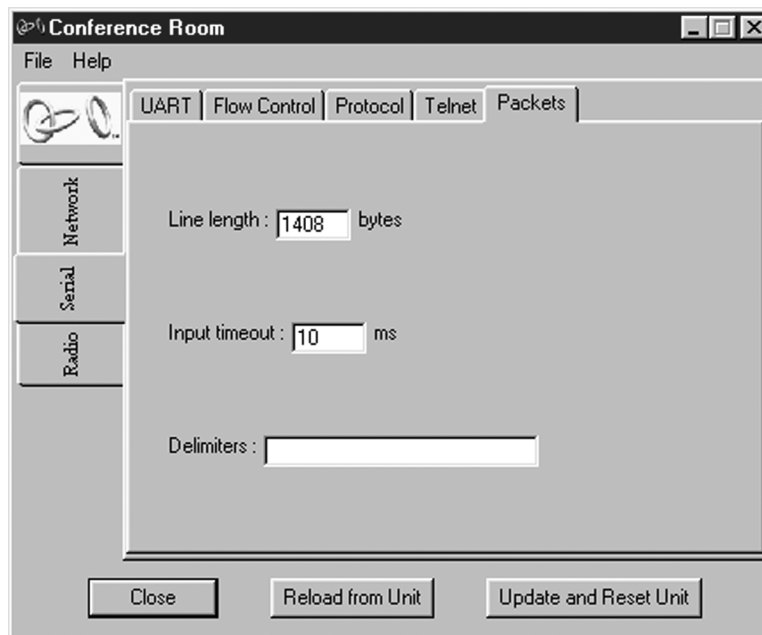 Conference Room
File Help
UART Flow Control Protocol Telnet Packets
Network
Serial
Radio
Line length : 1408 bytes
Input timeout : 10 ms
Delimiters :
Close Reload from Unit Update and Reset Unit